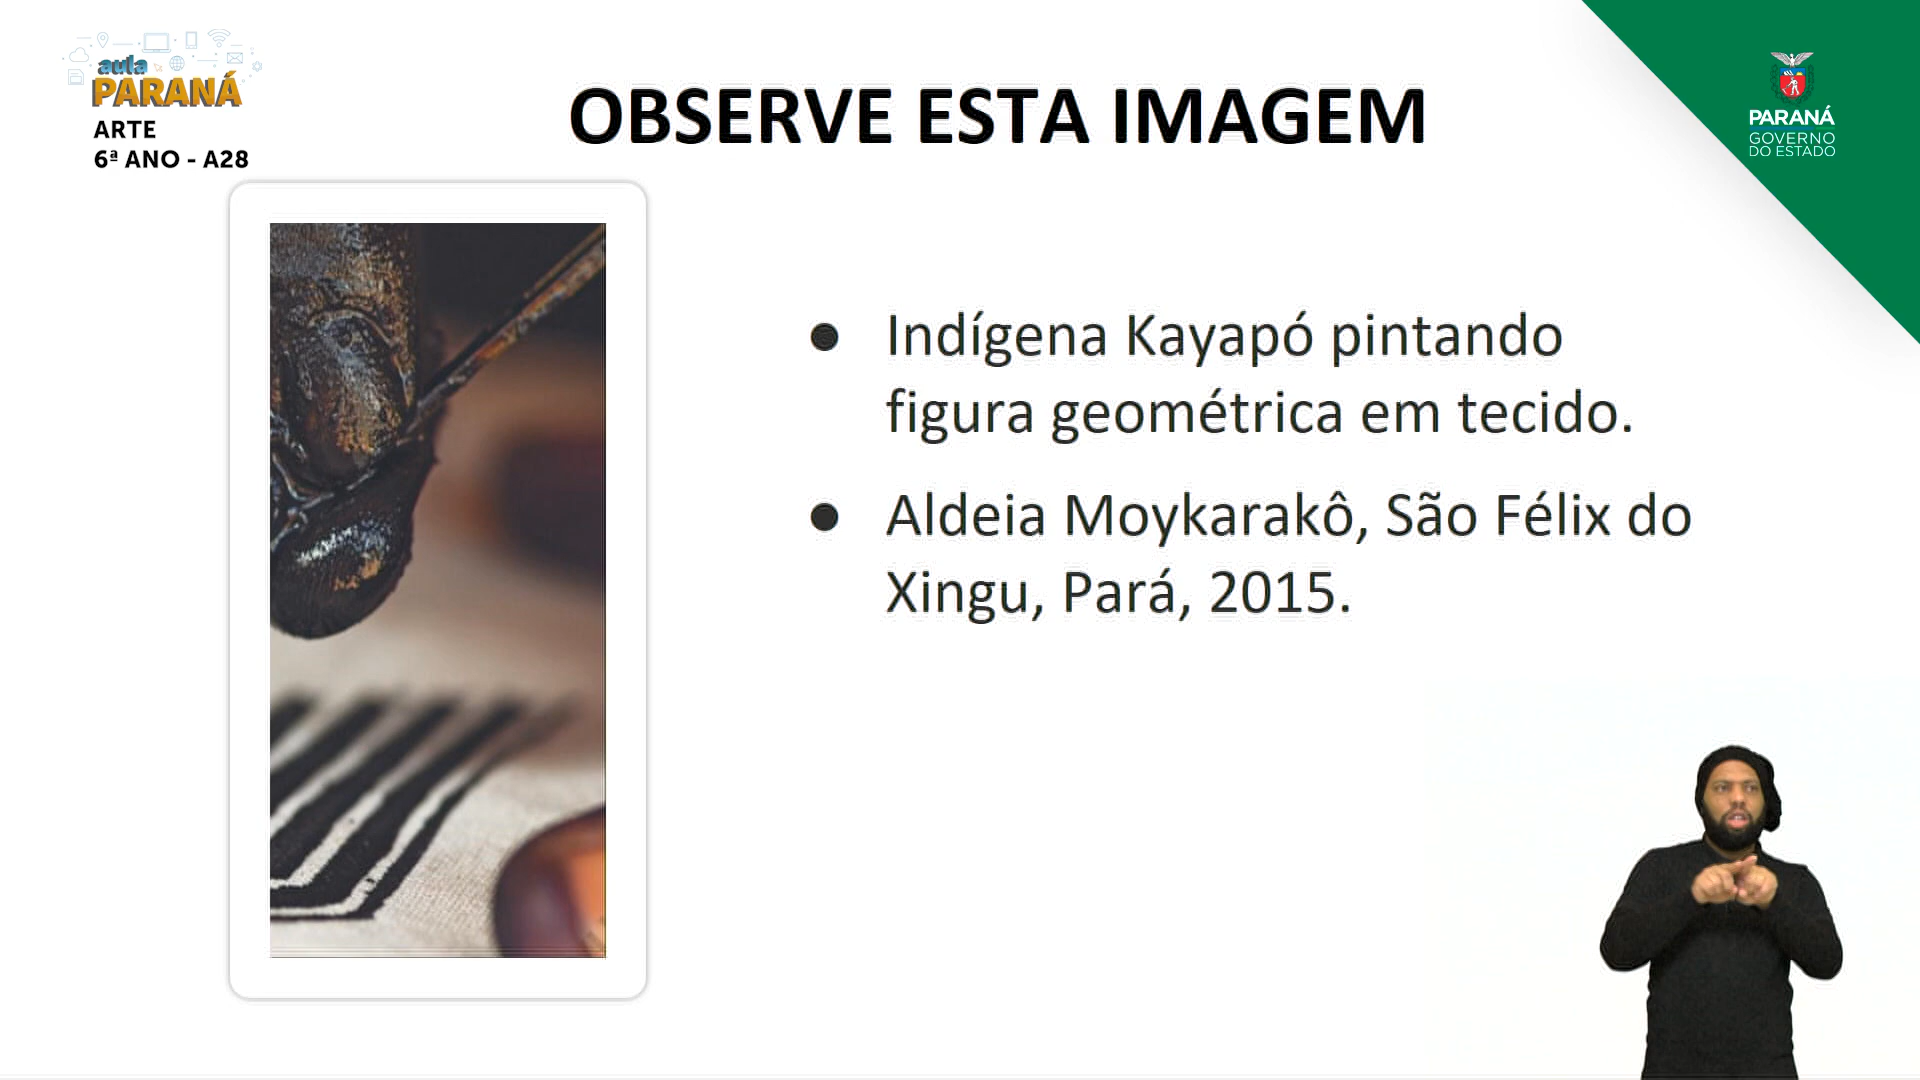 aula
PARANÁ
ARTE
6ª ANO - A28
OBSERVE ESTA IMAGEM
PARANÁ
GOVERNO
DO ESTADO
● Indígena Kayapó pintando
figura geométrica em tecido.
● Aldeia Moykarakô, São Félix do
Xingu, Pará, 2015.